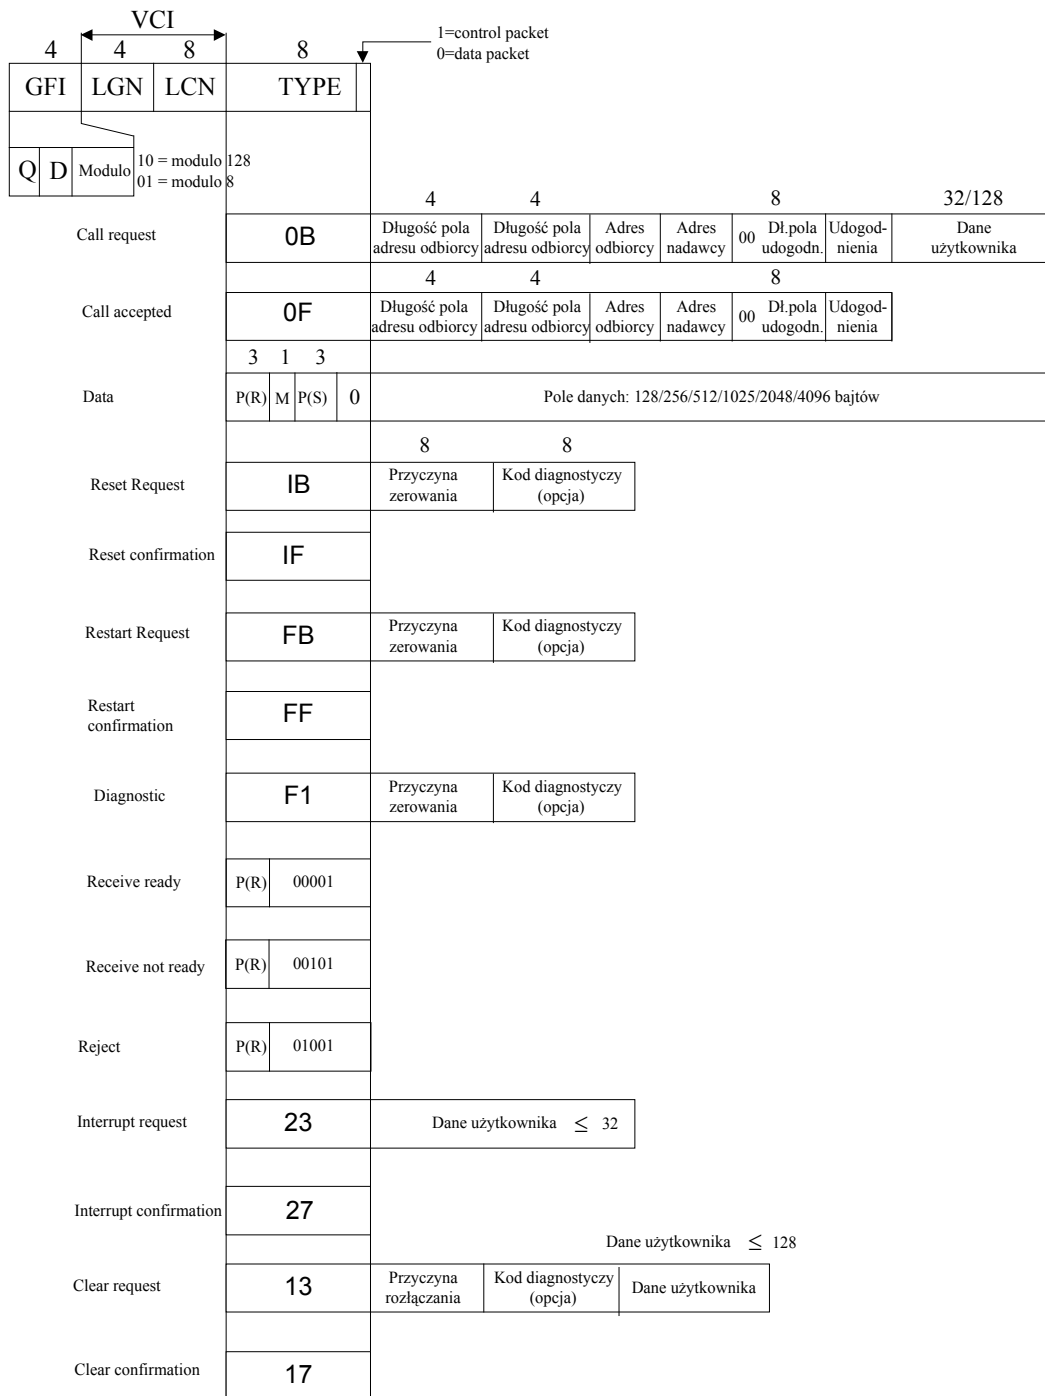 VCI
1=control packet
0=data packet
4 4 8 8
GFI LGN LCN TYPE
Q D Modulo
10 = modulo 128
01 = modulo 8
4 4 8 32/128
Call request
0B
Długość pola
adresu odbiorcy
Długość pola
adresu odbiorcy
Adres
odbiorcy
Adres
nadawcy
00
Dł.pola
udogodn.
Udogod-
nienia
Dane
użytkownika
4 4 8
Call accepted
0F
Długość pola
adresu odbiorcy
Długość pola
adresu odbiorcy
Adres
odbiorcy
Adres
nadawcy
00
Dł.pola
udogodn.
Udogod-
nienia
3 1 3
Data
P(R) M P(S) 0
Pole danych: 128/256/512/1025/2048/4096 bajtów
8 8
Reset Request
IB
Przyczyna
zerowania
Kod diagnostyczy
(opcja)
Reset confirmation
IF
Restart Request
FB
Przyczyna
zerowania
Kod diagnostyczy
(opcja)
Restart
confirmation
FF
Diagnostic
F1
Przyczyna
zerowania
Kod diagnostyczy
(opcja)
Receive ready
P(R) 00001
Receive not ready
P(R) 00101
Reject
P(R) 01001
Interrupt request
23
Dane użytkownika ≤ 32
Interrupt confirmation
27
Dane użytkownika ≤ 128
Clear request
13
Przyczyna
rozłączania
Kod diagnostyczy
(opcja)
Dane użytkownika
Clear confirmation
17